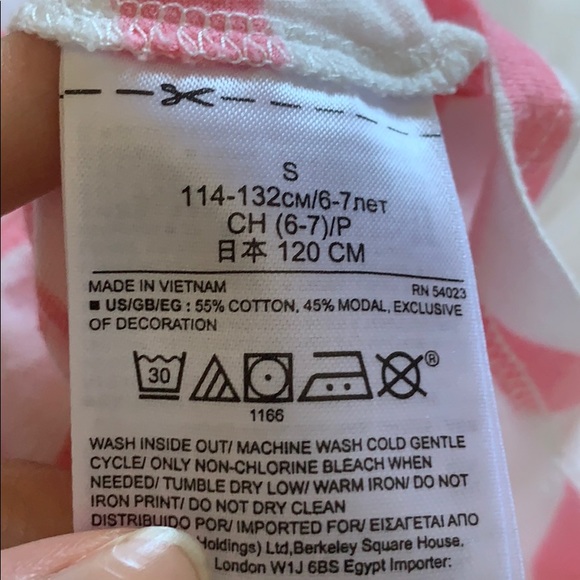 S
114-132см/6-7лет
CH (6-7)/P
日本 120 CM
MADE IN VIETNAM RN 54023
■ US/GB/EG : 55% COTTON, 45% MODAL, EXCLUSIVE
OF DECORATION
30 ®
1166
WASH INSIDE OUT/ MACHINE WASH COLD GENTLE
CYCLE/ ONLY NON-CHLORINE BLEACH WHEN
NEEDED/ TUMBLE DRY LOW/ WARM IRON/ DO NOT
IRON PRINT/ DO NOT DRY CLEAN
DISTRIBUIDO POR/ IMPORTED FOR/ ΕΙΣΑΓΕΤΑΙ ΑΠΟ
Holdings) Ltd,Berkeley Square House.
London W1J 6BS Egypt Importer: